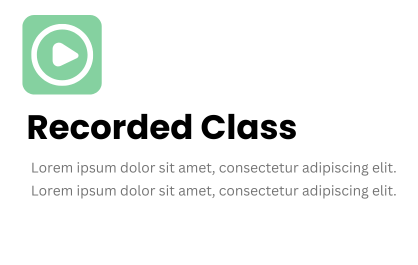 Recorded Class
Lorem ipsum dolor sit amet, consectetur adipiscing elit.
Lorem ipsum dolor sit amet, consectetur adipiscing elit.